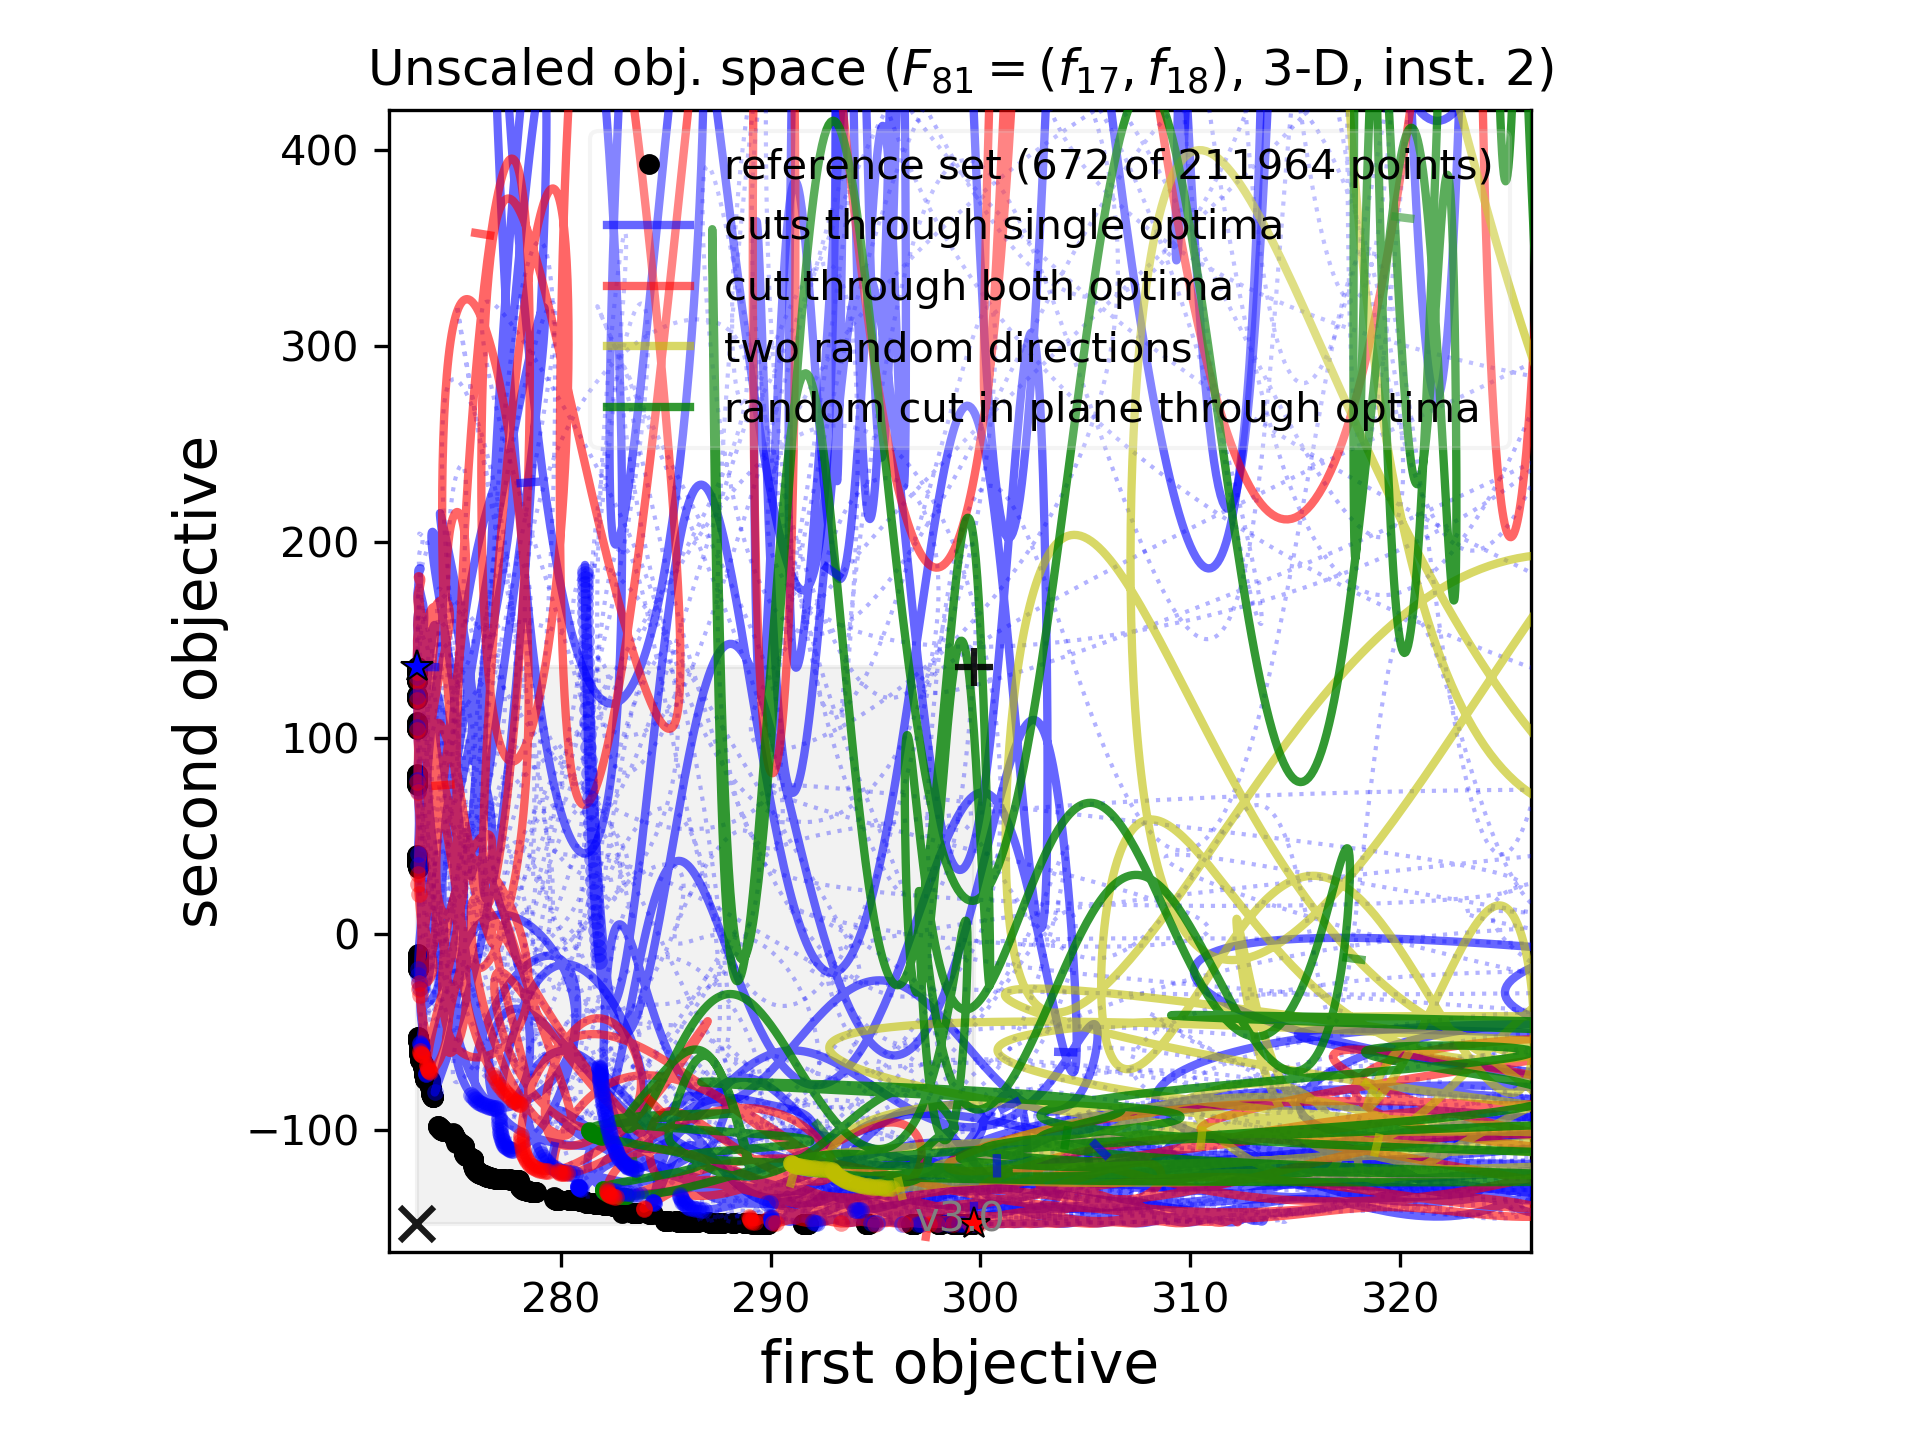 Unscaled obj. space (F81 = (f17, f18), 3-D, inst. 2)
reference set (672 of 211964 points)
cuts through single optima
cut through both optima
two random directions
random cut in plane through optima
400
300
200
100
0
−100
second objective
v3.0
280 290 300 310 320
first objective